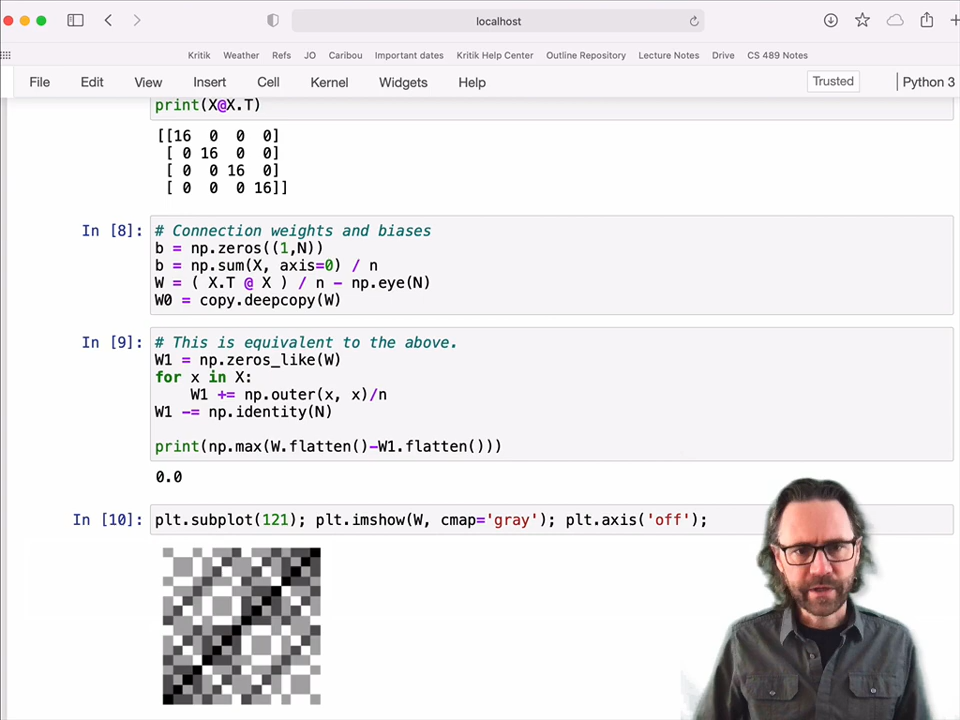 localhost
Kritik Weather Refs JO Caribou Important dates Kritik Help Center Outline Repository Lecture Notes Drive CS 489 Notes
File Edit View Insert Cell Kernel Widgets Help Trusted Python 3
print(X@X.T)
[[16 0 0 0]
[ 0 16 0 0]
[ 0 0 16 0]
[ 0 0 0 16]]
In [8]: # Connection weights and biases
b = np.zeros((1,N))
b = np.sum(X, axis=0) / n
W = ( X.T @ X ) / n - np.eye(N)
W0 = copy.deepcopy(W)
In [9]: # This is equivalent to the above.
W1 = np.zeros_like(W)
for x in X:
W1 += np.outer(x, x)/n
W1 -= np.identity(N)
print(np.max(W.flatten()-W1.flatten()))
0.0
In [10]: plt.subplot(121); plt.imshow(W, cmap='gray'); plt.axis('off');